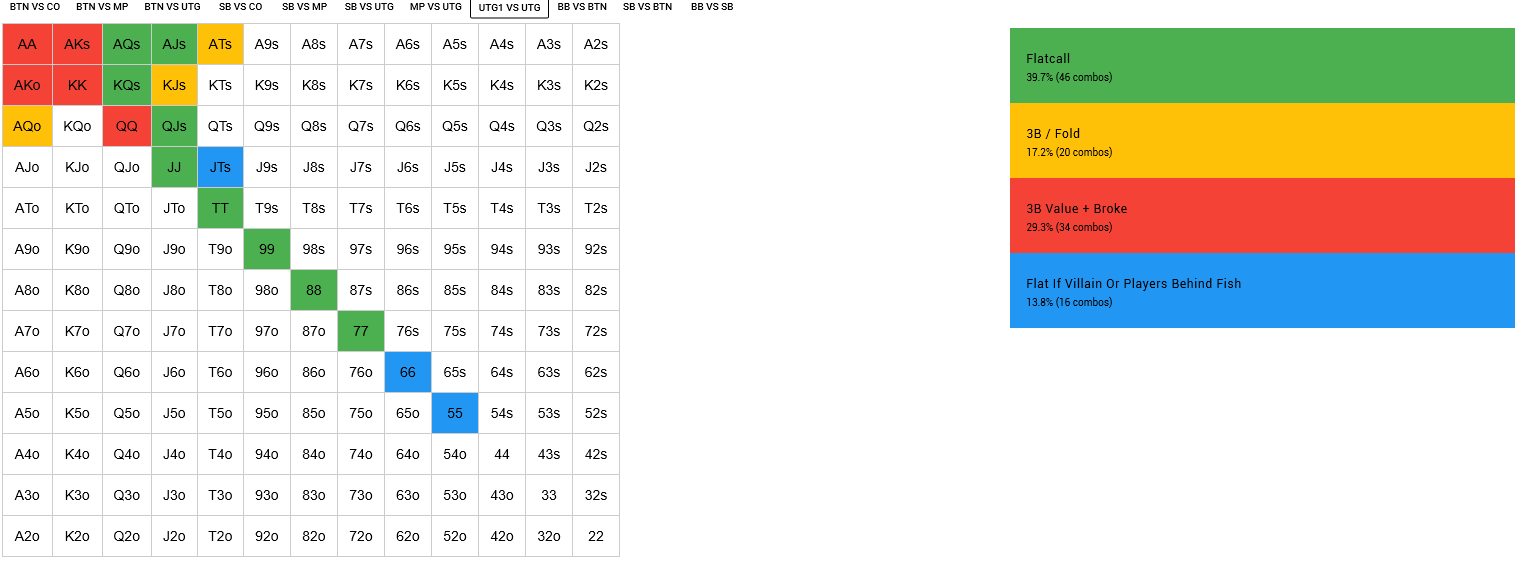 BTN VS CO BTN VS MP BTN VS UTG SB VS CO SB VS MP SB VS UTG MP VS UTG UTG1 VS UTG BB VS BTN SB VS BTN BB VS SB
AA AKs AQs AJs ATs A9s A8s A7s A6s A5s A4s A3s A2s
AKo KK KQs KJs KTs K9s K8s K7s K6s K5s K4s K3s K2s
AQo KQo QQ QJs QTs Q9s Q8s Q7s Q6s Q5s Q4s Q3s Q2s
AJo KJo QJo JJ JTs J9s J8s J7s J6s J5s J4s J3s J2s
ATo KTo QTo JTo TT T9s T8s T7s T6s T5s T4s T3s T2s
A9o K9o Q9o J9o T9o 99 98s 97s 96s 95s 94s 93s 92s
A8o K8o Q8o J8o T8o 98o 88 87s 86s 85s 84s 83s 82s
A7o K7o Q7o J7o T7o 97o 87o 77 76s 75s 74s 73s 72s
A6o K6o Q6o J6o T6o 96o 86o 76o 66 65s 64s 63s 62s
A5o K5o Q5o J5o T5o 95o 85o 75o 65o 55 54s 53s 52s
A4o K4o Q4o J4o T4o 94o 84o 74o 64o 54o 44 43s 42s
A3o K3o Q3o J3o T3o 93o 83o 73o 63o 53o 43o 33 32s
A2o K2o Q2o J2o T2o 92o 82o 72o 62o 52o 42o 32o 22
Flatcall
39.7% (46 combos)
3B / Fold
17.2% (20 combos)
3B Value + Broke
29.3% (34 combos)
Flat If Villain Or Players Behind Fish
13.8% (16 combos)